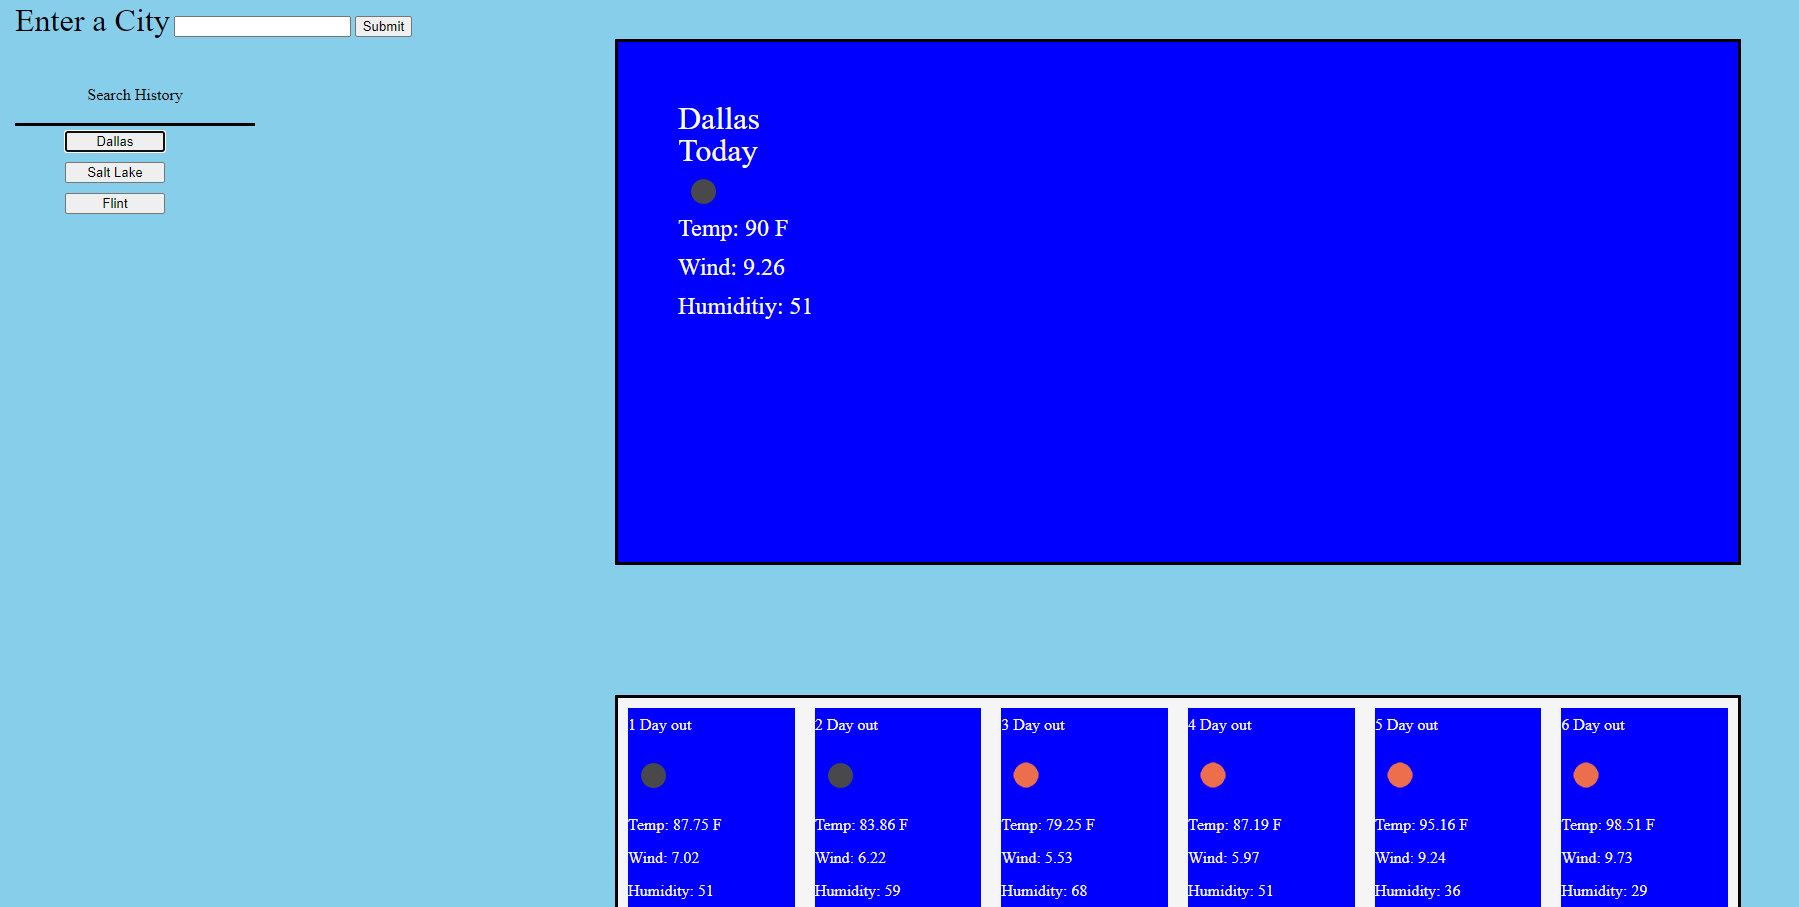 Enter a City Submit
Search History
Dallas
Salt Lake
Flint
Dallas
Today
Temp: 90 F
Wind: 9.26
Humiditiy: 51
1 Day out
Temp: 87.75 F
Wind: 7.02
Humidity: 51
2 Day out
Temp: 83.86 F
Wind: 6.22
Humidity: 59
3 Day out
Temp: 79.25 F
Wind: 5.53
Humidity: 68
4 Day out
Temp: 87.19 F
Wind: 5.97
Humidity: 51
5 Day out
Temp: 95.16 F
Wind: 9.24
Humidity: 36
6 Day out
Temp: 98.51 F
Wind: 9.73
Humidity: 29